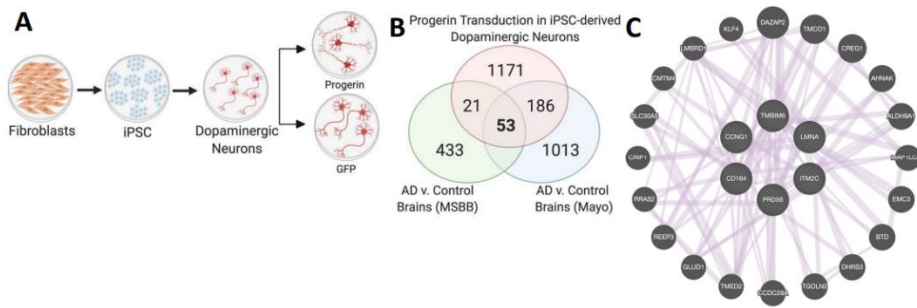 A
Fibroblasts
iPSC
Dopaminergic
Neurons
Progerin
GFP
B
Progerin Transduction in iPSC-derived
Dopaminergic Neurons
1171
21
186
53
433
1013
AD v. Control
Brains (MSBB)
AD v. Control
Brains (Mayo)
C
DAZAP2
KLF4
TMCO1
LMBRD1
CREG1
CMTM4
AHNAK
ALDH9A1
CRIP1
RRAS2
EMC3
REEP3
BTD
GLUD1
DHRS3
TMED2
TGOLN2
TMBIM6
CCNG1
LMNA
CD164
ITM2C
PRDX6